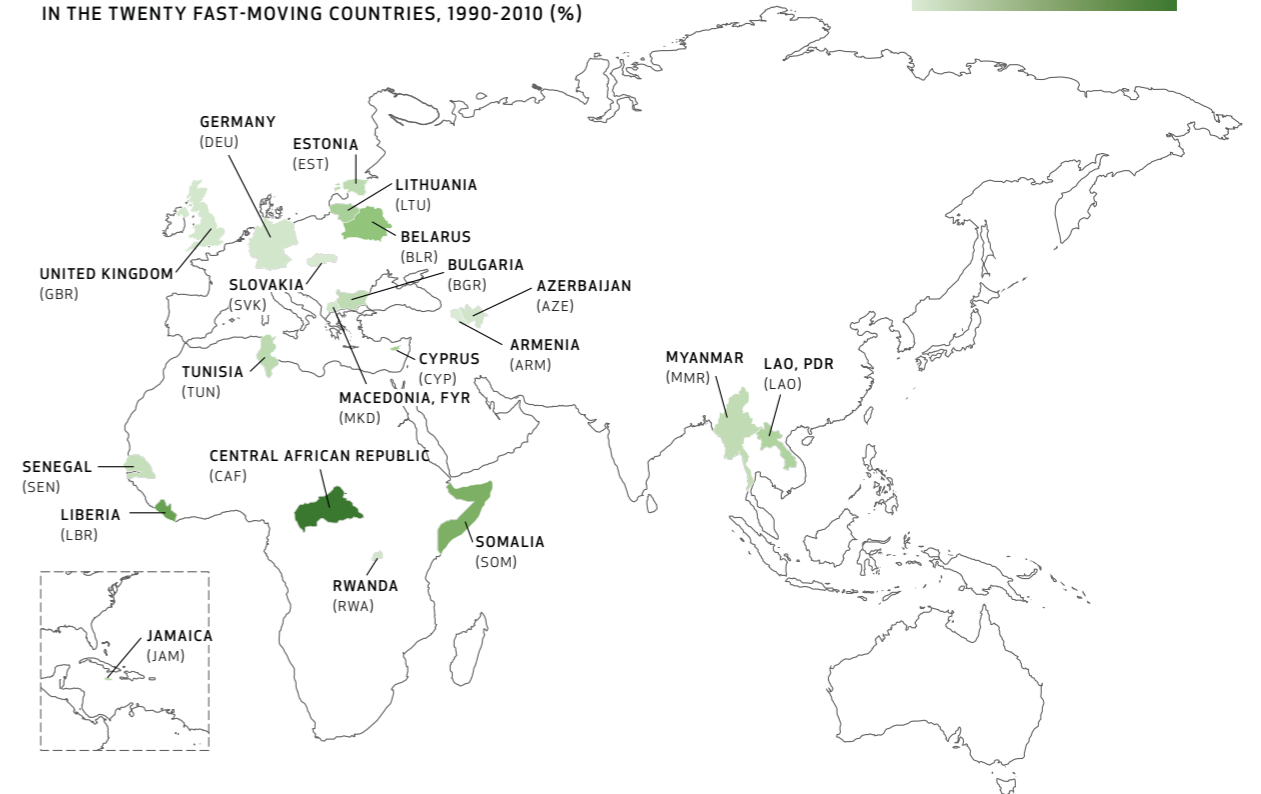 IN THE TWENTY FAST-MOVING COUNTRIES, 1990-2010 (%)
GERMANY
(DEU)
ESTONIA
(EST)
LITHUANIA
(LTU)
BELARUS
(BLR)
UNITED KINGDOM
(GBR)
SLOVAKIA
(SVK)
BULGARIA
(BGR)
AZERBAIJAN
(AZE)
ARMENIA
(ARM)
TUNISIA
(TUN)
CYPRUS
(CYP)
MACEDONIA, FYR
(MKD)
MYANMAR
(MMR)
LAO, PDR
(LAO)
SENEGAL
(SEN)
CENTRAL AFRICAN REPUBLIC
(CAF)
LIBERIA
(LBR)
SOMALIA
(SOM)
RWANDA
(RWA)
JAMAICA
(JAM)